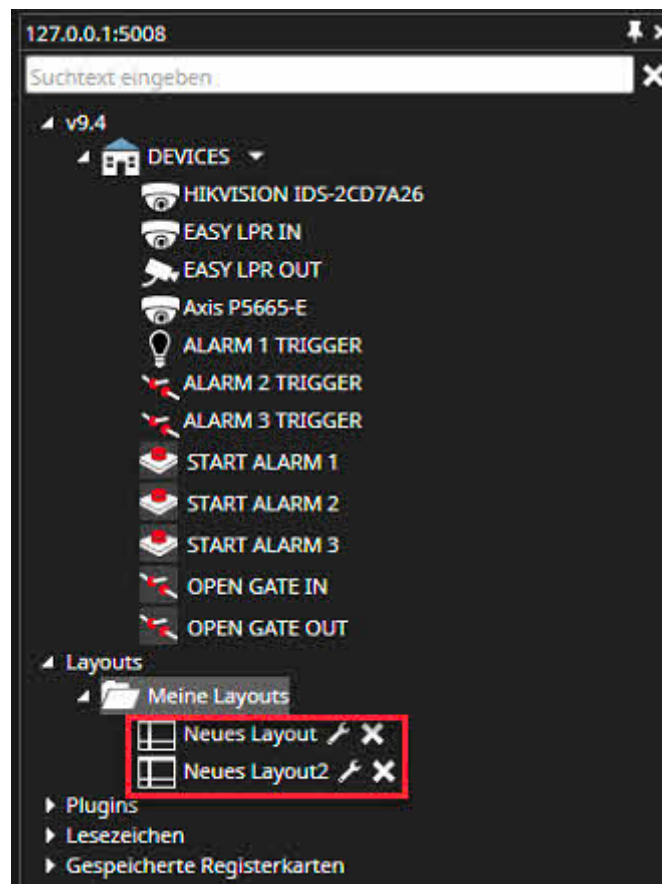 127.0.0.1:5008
Suchtext eingeben
v9.4
DEVICES
HIKVISION IDS-2CD7A26
EASY LPR IN
EASY LPR OUT
Axis P5665-E
ALARM 1 TRIGGER
ALARM 2 TRIGGER
ALARM 3 TRIGGER
START ALARM 1
START ALARM 2
START ALARM 3
OPEN GATE IN
OPEN GATE OUT
Layouts
Meine Layouts
Neues Layout
Neues Layout2
Plugins
Lesezeichen
Gespeicherte Registerkarten